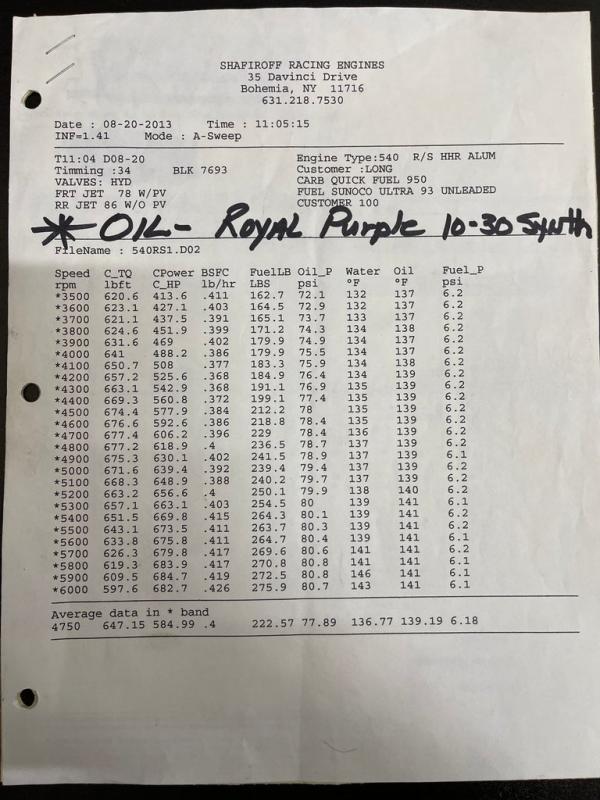 SHAFIROFF RACING ENGINES
35 Davinci Drive
Bohemia, NY 11716
631.218.7530
Date : 08-20-2013 Time : 11:05:15
INF=1.41 Mode : A-Sweep
T11:04 D08-20 Engine Type:540 R/S HHR ALUM
Timming :34 BLK 7693 Customer :LONG
VALVES: HYD CARB QUICK FUEL 950
FRT JET 78 W/PV FUEL SUNOCO ULTRA 93 UNLEADED
RR JET 86 W/O PV CUSTOMER 100
* OIL- ROYAL Purple 10-30 Synth
FileName : 540RS1.D02
Speed C_TQ CPower BSFC FuelLB Oil_P Water Oil Fuel_P
rpm lbft C_HP lb/hr LBS psi °F °F psi
*3500 620.6 413.6 .411 162.7 72.1 132 137 6.2
*3600 623.1 427.1 .403 164.5 72.9 132 137 6.2
*3700 621.1 437.5 .391 165.1 73.7 133 137 6.2
*3800 624.6 451.9 .399 171.2 74.3 134 138 6.2
*3900 631.6 469 .402 179.9 74.9 134 137 6.2
*4000 641 488.2 .386 179.9 75.5 134 137 6.2
*4100 650.7 508 .377 183.3 75.9 134 138 6.2
*4200 657.2 525.6 .368 184.9 76.4 134 139 6.2
*4300 663.1 542.9 .368 191.1 76.9 135 139 6.2
*4400 669.3 560.8 .372 199.1 77.4 135 139 6.2
*4500 674.4 577.9 .384 212.2 78 135 139 6.2
*4600 676.6 592.6 .386 218.8 78.4 135 139 6.2
*4700 677.4 606.2 .396 229 78.4 136 139 6.2
*4800 677.2 618.9 .4 236.5 78.7 137 139 6.2
*4900 675.3 630.1 .402 241.5 78.9 137 139 6.1
*5000 671.6 639.4 .392 239.4 79.4 137 139 6.2
*5100 668.3 648.9 .388 240.2 79.7 137 139 6.2
*5200 663.2 656.6 .4 250.1 79.9 138 140 6.2
*5300 657.1 663.1 .403 254.5 80 139 141 6.2
*5400 651.5 669.8 .415 264.3 80.1 139 141 6.2
*5500 643.1 673.5 .411 263.7 80.3 139 141 6.2
*5600 633.8 675.8 .411 264.7 80.4 139 141 6.1
*5700 626.3 679.8 .417 269.6 80.6 141 141 6.2
*5800 619.3 683.9 .417 270.8 80.8 141 141 6.1
*5900 609.5 684.7 .419 272.5 80.8 146 141 6.1
*6000 597.6 682.7 .426 275.9 80.7 143 141 6.1
Average data in * band
4750 647.15 584.99 .4 222.57 77.89 136.77 139.19 6.18